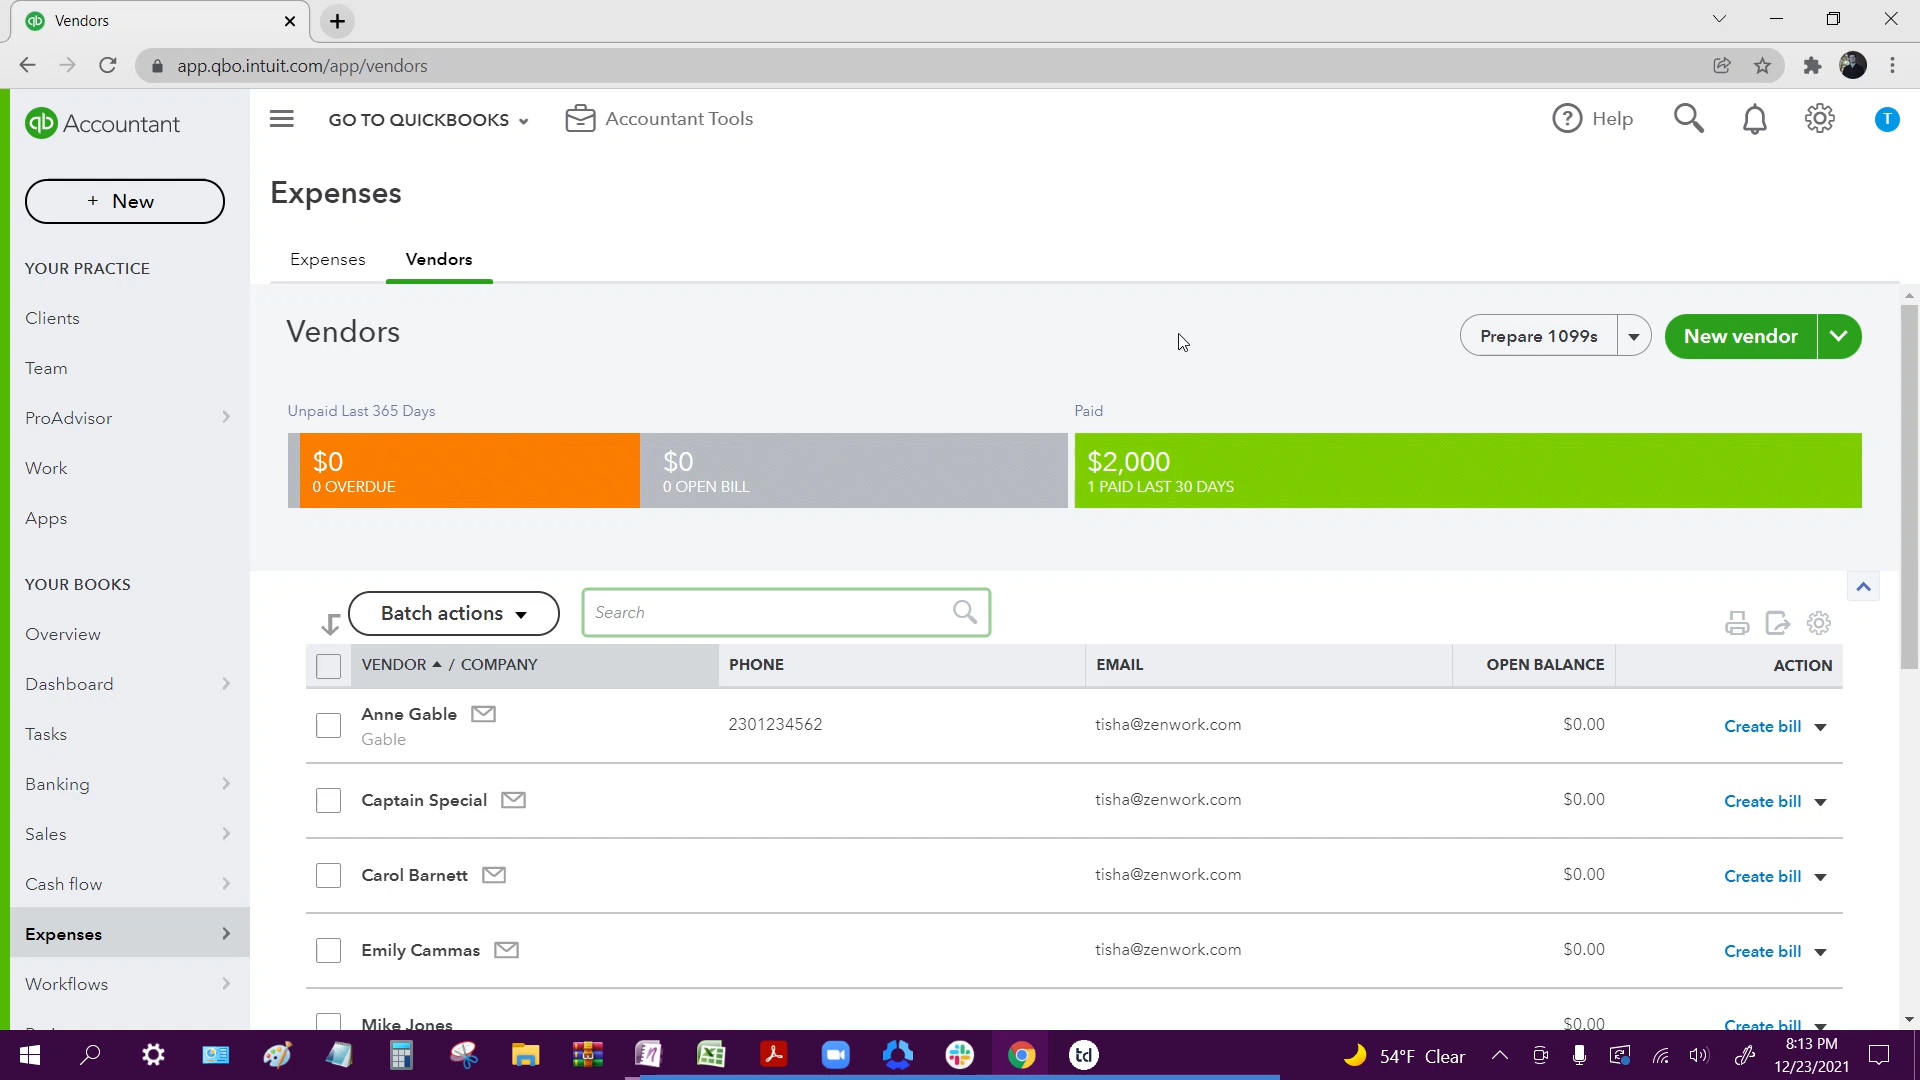 Vendors
app.qbo.intuit.com/app/vendors
qb Accountant
GO TO QUICKBOOKS
Accountant Tools
? Help
T
+ New
Expenses
Expenses
Vendors
YOUR PRACTICE
Clients
Team
ProAdvisor
Work
Apps
YOUR BOOKS
Overview
Dashboard
Tasks
Banking
Sales
Cash flow
Expenses
Workflows
Vendors
Prepare 1099s
New vendor
Unpaid Last 365 Days
Paid
$0
0 OVERDUE
$0
0 OPEN BILL
$2,000
1 PAID LAST 30 DAYS
Batch actions
Search
VENDOR / COMPANY PHONE EMAIL OPEN BALANCE ACTION
Anne Gable 2301234562 tisha@zenwork.com $0.00 Create bill
Gable
Captain Special tisha@zenwork.com $0.00 Create bill
Carol Barnett tisha@zenwork.com $0.00 Create bill
Emily Cammas tisha@zenwork.com $0.00 Create bill
Mike Jones $0.00 Create bill
td
54°F Clear
8:13 PM
12/23/2021